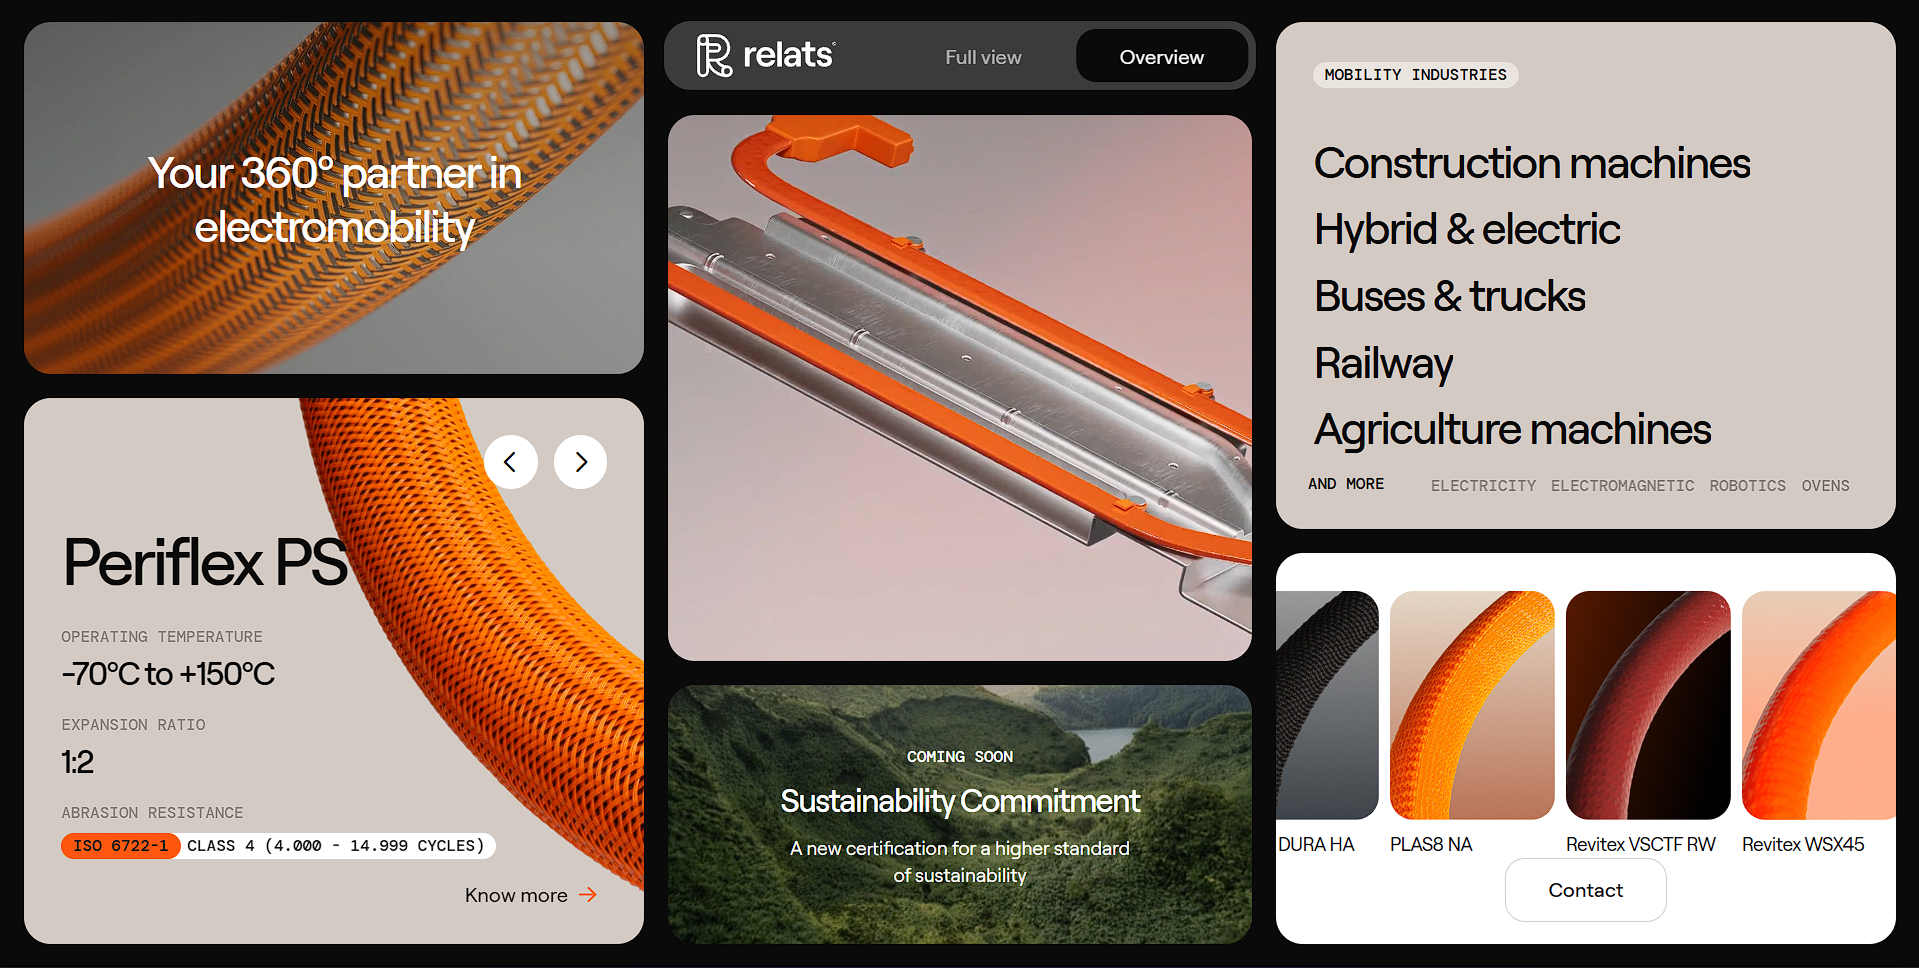 Your 360° partner in
electromobility
Periflex PS
OPERATING TEMPERATURE
-70°C to +150°C
EXPANSION RATIO
1:2
ABRASION RESISTANCE
ISO 6722-1 CLASS 4 (4.000 - 14.999 CYCLES)
Know more →
relats
Full view
Overview
COMING SOON
Sustainability Commitment
A new certification for a higher standard
of sustainability
MOBILITY INDUSTRIES
Construction machines
Hybrid & electric
Buses & trucks
Railway
Agriculture machines
AND MORE ELECTRICITY ELECTROMAGNETIC ROBOTICS OVENS
DURA HA
PLAS8 NA
Revitex VSCTF RW
Revitex WSX45
Contact